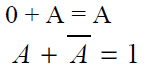 0 + A = A
A + A̅ = 1